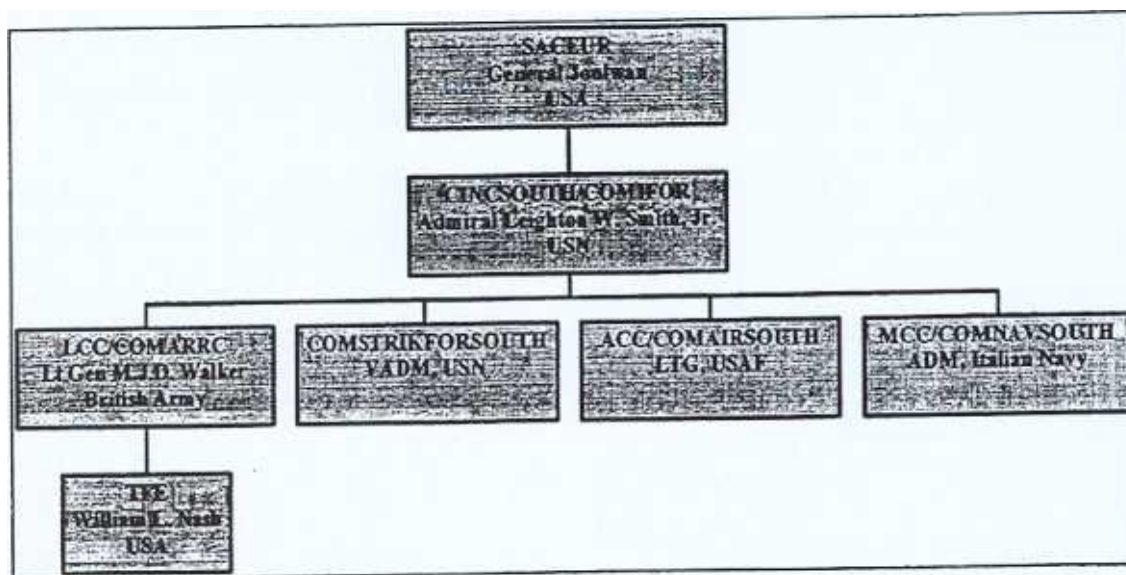 SACEUR
General Joulwan
USA
CINCSOUTH/COMIFOR
Admiral Leighton W. Smith, Jr.
USN
LCC/COMARRC
Lt Gen M.J.D. Walker
British Army
COMSTRIKFORSOUTH
VADM, USN
ACC/COMAIRSOUTH
LTG, USAF
MCC/COMNAVSOUTH
ADM, Italian Navy
TFE
William L. Nash
USA